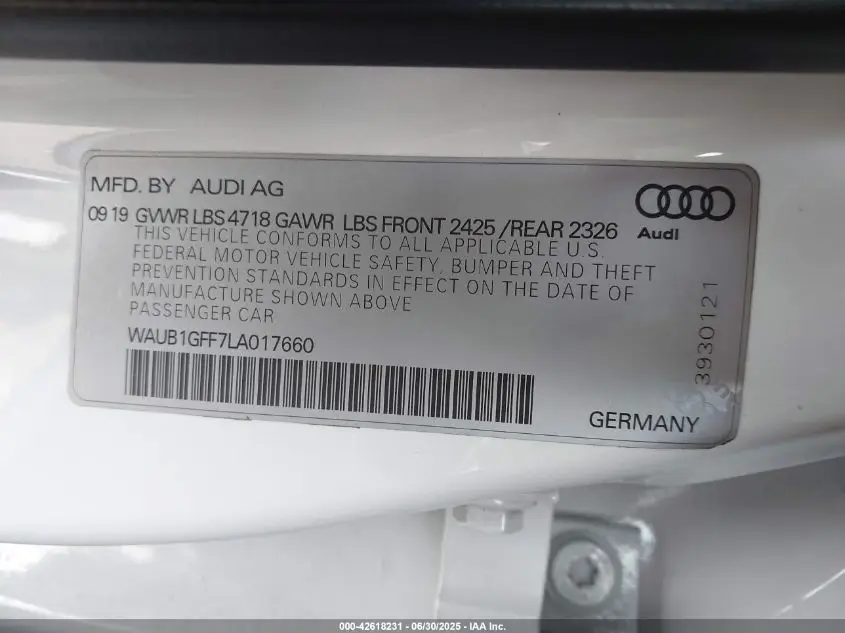 MFD. BY AUDI AG
09 19 GVWR LBS 4718 GAWR LBS FRONT 2425 /REAR 2326
THIS VEHICLE CONFORMS TO ALL APPLICABLE U.S.
FEDERAL MOTOR VEHICLE SAFETY, BUMPER AND THEFT
PREVENTION STANDARDS IN EFFECT ON THE DATE OF
MANUFACTURE SHOWN ABOVE
PASSENGER CAR
WAUB1GFF7LA017660
Audi
3930121
GERMANY
000-42618231 - 06/30/2025 - IAA Inc.